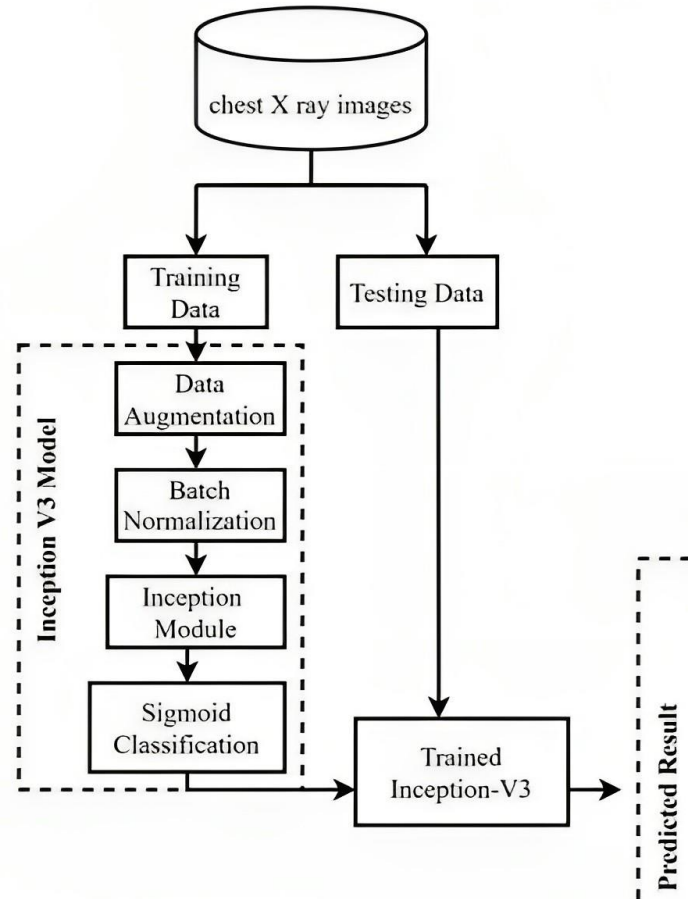 chest X ray images
Training
Data
Testing Data
Inception V3 Model
Data
Augmentation
Batch
Normalization
Inception
Module
Sigmoid
Classification
Trained
Inception-V3
Predicted Result